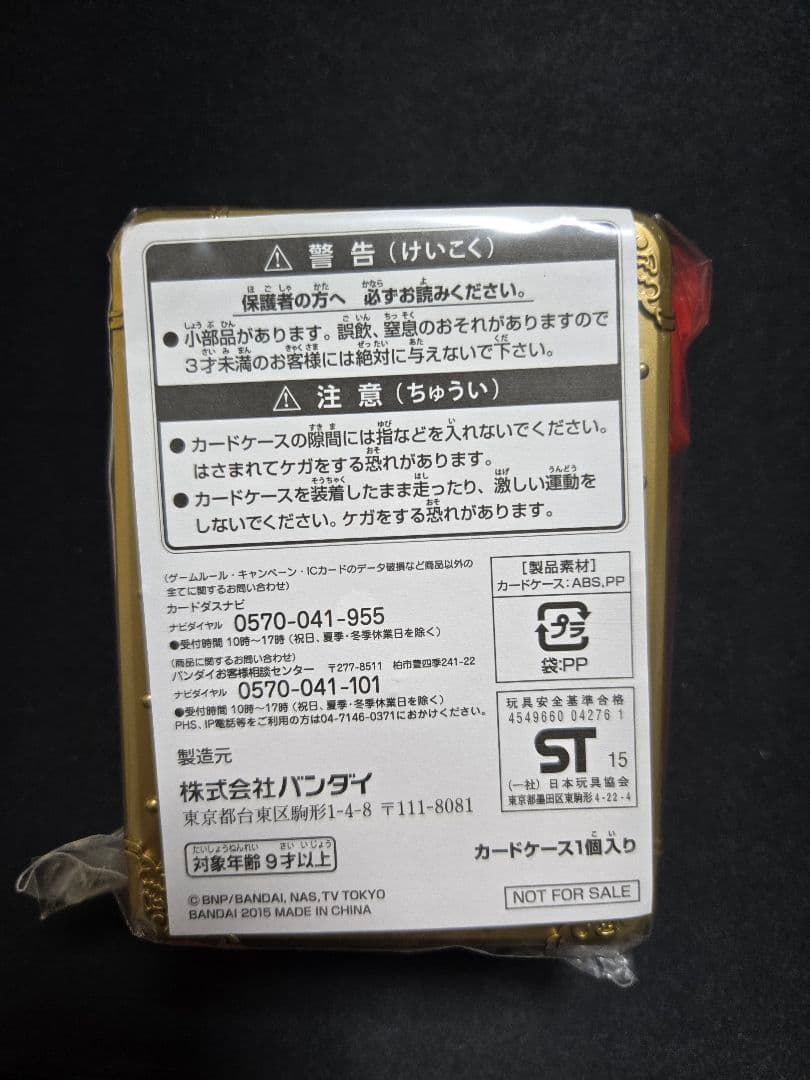 ⚠ 警告(けいこく)
保護者の方へ 必ずお読みください。
●小部品があります。誤飲、窒息のおそれがありますので
3才未満のお客様には絶対に与えないで下さい。
⚠ 注意(ちゅうい)
●カードケースの隙間には指などを入れないでください。
はさまれてケガをする恐れがあります。
●カードケースを装着したまま走ったり、激しい運動を
しないでください。ケガをする恐れがあります。
(ゲームルール・キャンペーン・ICカードのデータ破損など商品以外の
全てに関するお問い合わせ)
カードダスナビ
ナビダイヤル 0570-041-955
●受付時間 10時～17時(祝日、夏季・冬季休業日を除く)
(商品に関するお問い合わせ)
バンダイお客様相談センター 〒277-8511 柏市豊四季241-22
ナビダイヤル 0570-041-101
●受付時間 10時～17時(祝日、夏季・冬季休業日を除く)
PHS、IP電話等をご利用の方は04-7146-0371におかけください。
[製品素材]
カードケース:ABS,PP
プラ
袋:PP
玩具安全基準合格
4549660 04276 1
ST 15
(一社)日本玩具協会
東京都墨田区東駒形4-22-4
製造元
株式会社バンダイ
東京都台東区駒形1-4-8 〒111-8081
対象年齢 9才以上
カードケース1個入り
©BNP/BANDAI, NAS, TV TOKYO
BANDAI 2015 MADE IN CHINA
NOT FOR SALE